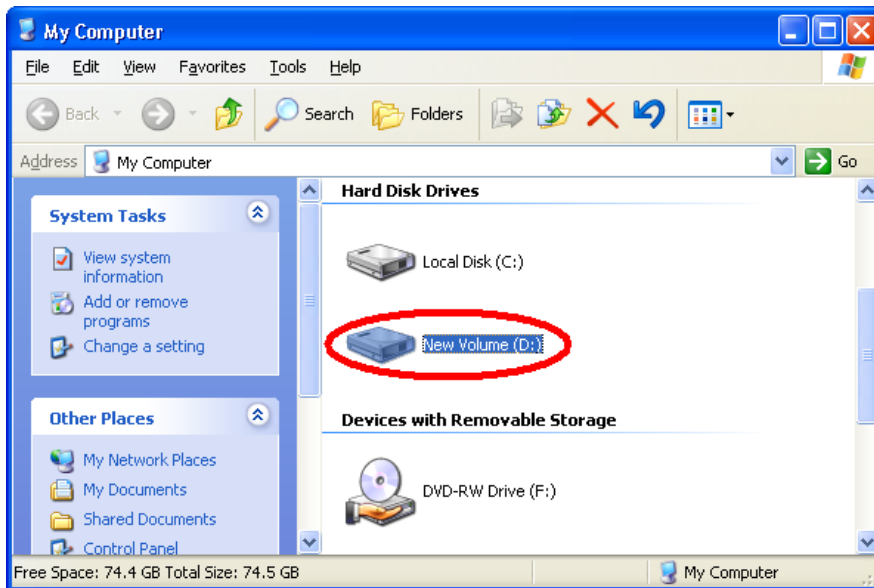 My Computer
File Edit View Favorites Tools Help
Back Search Folders
Address My Computer Go
System Tasks
View system
information
Add or remove
programs
Change a setting
Other Places
My Network Places
My Documents
Shared Documents
Control Panel
Hard Disk Drives
Local Disk (C:)
New Volume (D:)
Devices with Removable Storage
DVD-RW Drive (F:)
Free Space: 74.4 GB Total Size: 74.5 GB My Computer